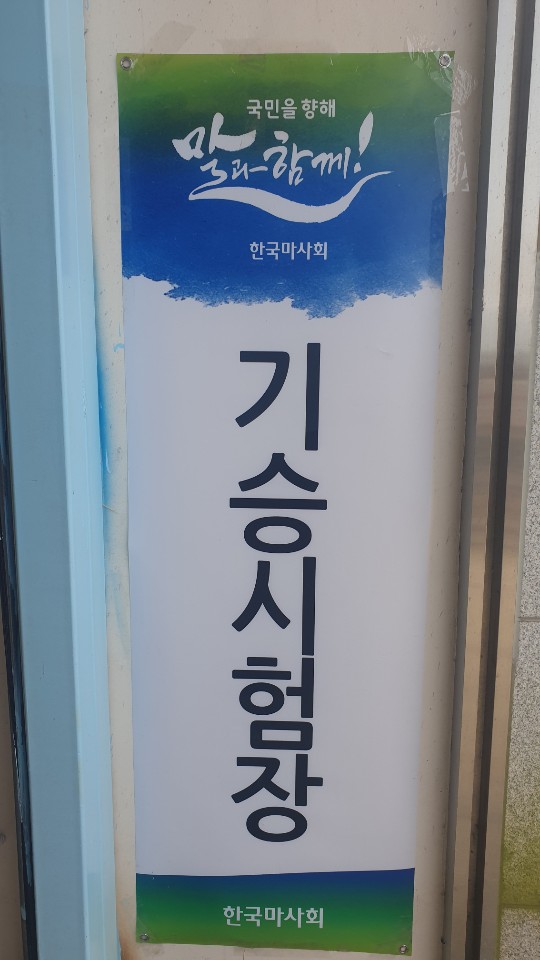 국민을 향해
말과 함께!
한국마사회
기승시험장
한국마사회